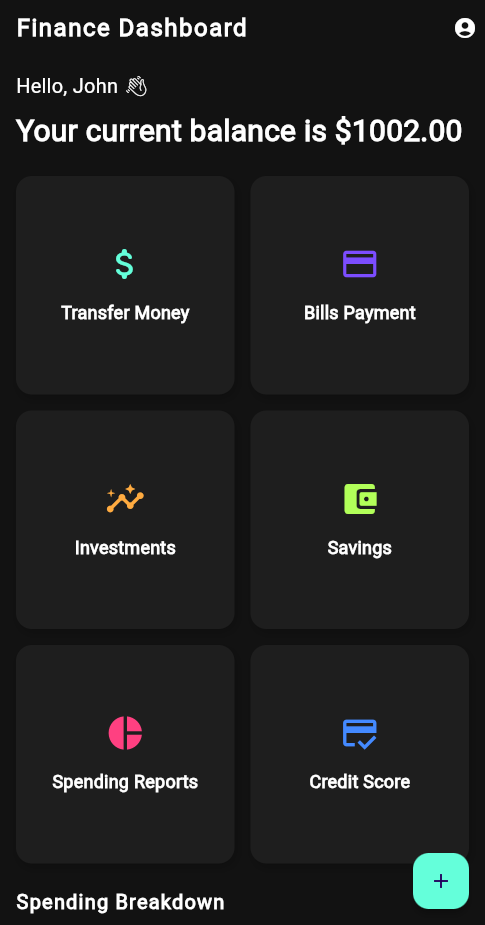 Finance Dashboard
Hello, John 👋
Your current balance is $1002.00
Transfer Money
Bills Payment
Investments
Savings
Spending Reports
Credit Score
Spending Breakdown